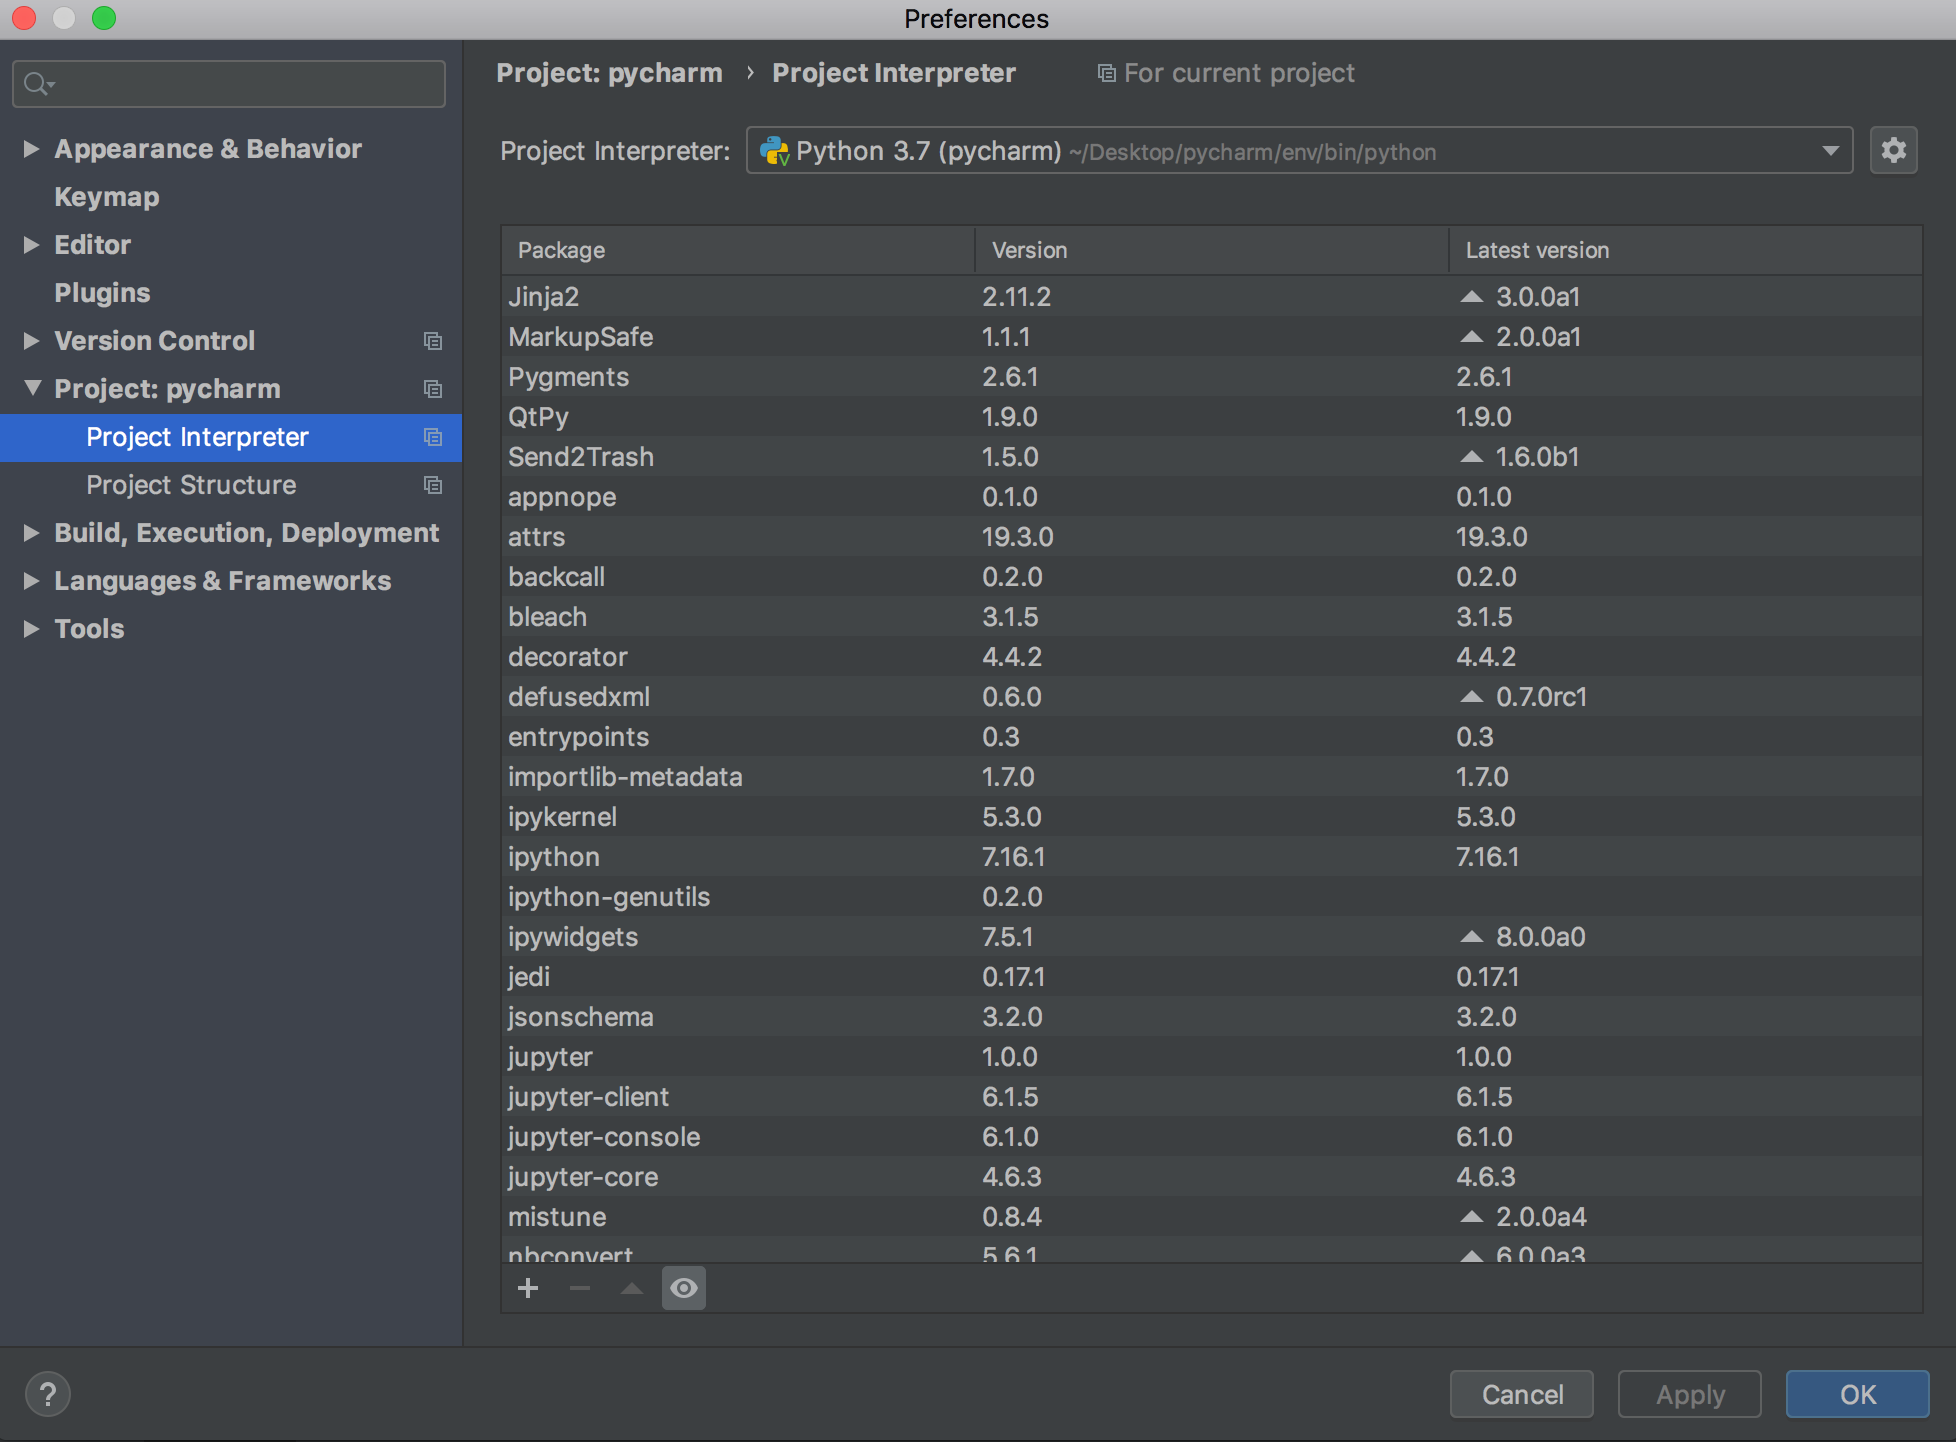 Preferences
Appearance & Behavior
Keymap
Editor
Plugins
Version Control
Project: pycharm
Project Interpreter
Project Structure
Build, Execution, Deployment
Languages & Frameworks
Tools
Project: pycharm › Project Interpreter For current project
Project Interpreter: Python 3.7 (pycharm) ~/Desktop/pycharm/env/bin/python
Package Version Latest version
Jinja2 2.11.2 3.0.0a1
MarkupSafe 1.1.1 2.0.0a1
Pygments 2.6.1 2.6.1
QtPy 1.9.0 1.9.0
Send2Trash 1.5.0 1.6.0b1
appnope 0.1.0 0.1.0
attrs 19.3.0 19.3.0
backcall 0.2.0 0.2.0
bleach 3.1.5 3.1.5
decorator 4.4.2 4.4.2
defusedxml 0.6.0 0.7.0rc1
entrypoints 0.3 0.3
importlib-metadata 1.7.0 1.7.0
ipykernel 5.3.0 5.3.0
ipython 7.16.1 7.16.1
ipython-genutils 0.2.0
ipywidgets 7.5.1 8.0.0a0
jedi 0.17.1 0.17.1
jsonschema 3.2.0 3.2.0
jupyter 1.0.0 1.0.0
jupyter-client 6.1.5 6.1.5
jupyter-console 6.1.0 6.1.0
jupyter-core 4.6.3 4.6.3
mistune 0.8.4 2.0.0a4
nbconvert 5.6.1 6.0.0a3
?
Cancel Apply OK